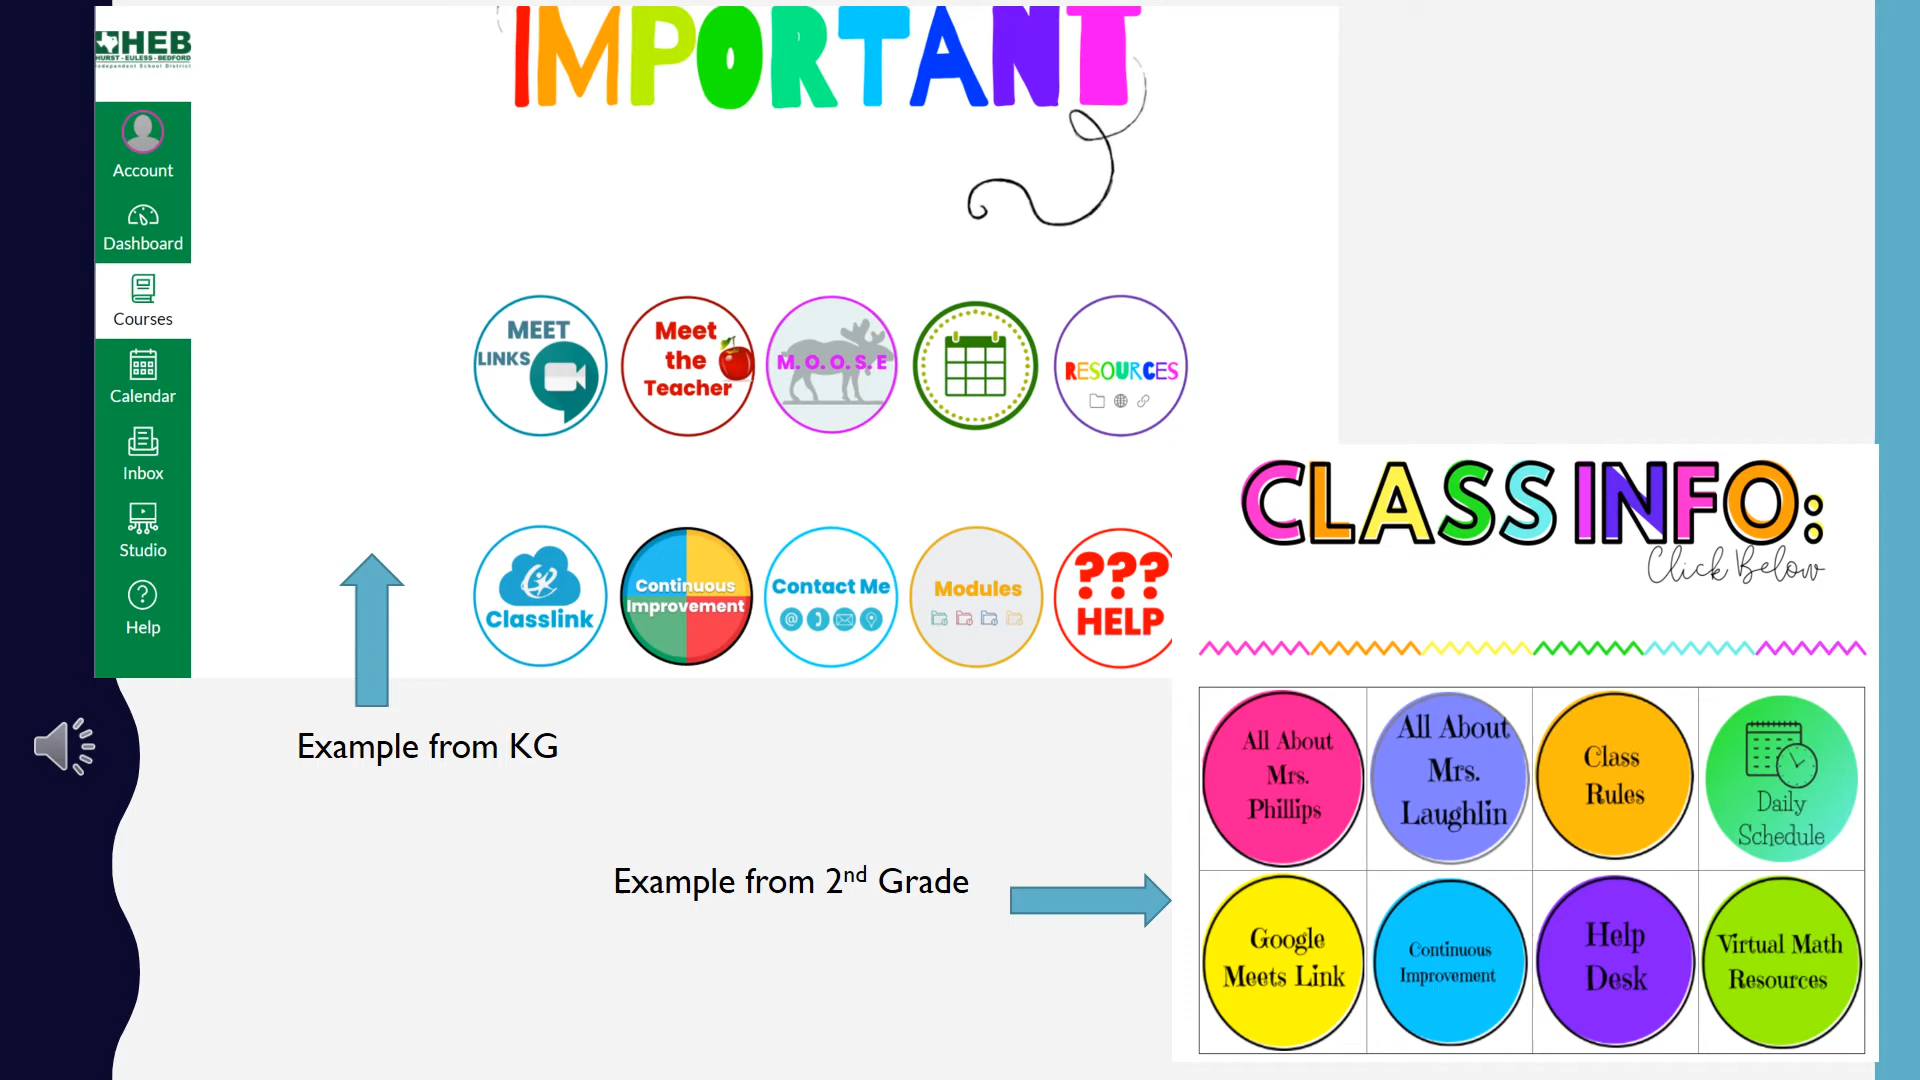 HEB
HURST - EULESS - BEDFORD
Independent School District
Account
Dashboard
Courses
Calendar
Inbox
Studio
Help
IMPORTANT
MEET
LINKS
Meet
the
Teacher
M.O.O.S.E
RESOURCES
Classlink
Continuous
Improvement
Contact Me
Modules
???
HELP
Example from KG
Example from 2nd Grade
CLASS INFO:
Click Below
All About
Mrs.
Phillips
All About
Mrs.
Laughlin
Class
Rules
Daily
Schedule
Google
Meets Link
Continuous
Improvement
Help
Desk
Virtual Math
Resources